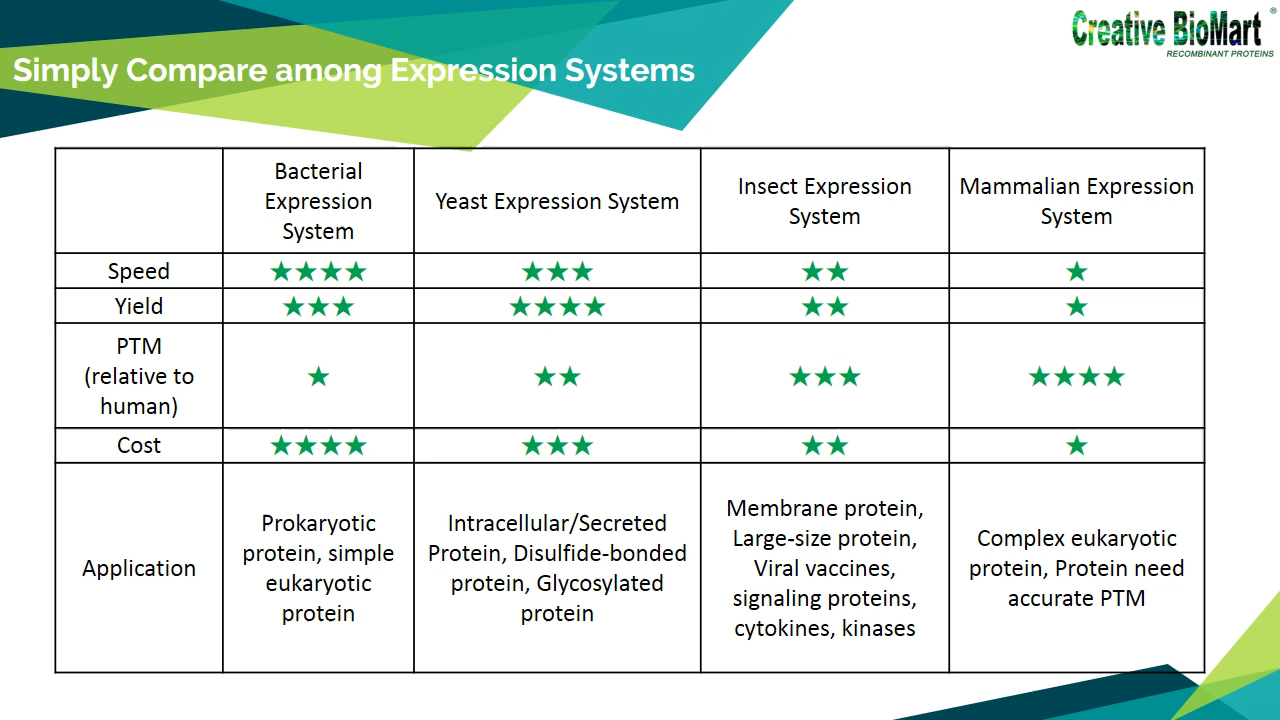 Creative BioMart®
RECOMBINANT PROTEINS
Simply Compare among Expression Systems
Bacterial
Expression
System
Yeast Expression System
Insect Expression
System
Mammalian Expression
System
Speed
★★★★
★★★
★★
★
Yield
★★★
★★★★
★★
★
PTM
(relative to
human)
★
★★
★★★
★★★★
Cost
★★★★
★★★
★★
★
Application
Prokaryotic
protein, simple
eukaryotic
protein
Intracellular/Secreted
Protein, Disulfide-bonded
protein, Glycosylated
protein
Membrane protein,
Large-size protein,
Viral vaccines,
signaling proteins,
cytokines, kinases
Complex eukaryotic
protein, Protein need
accurate PTM